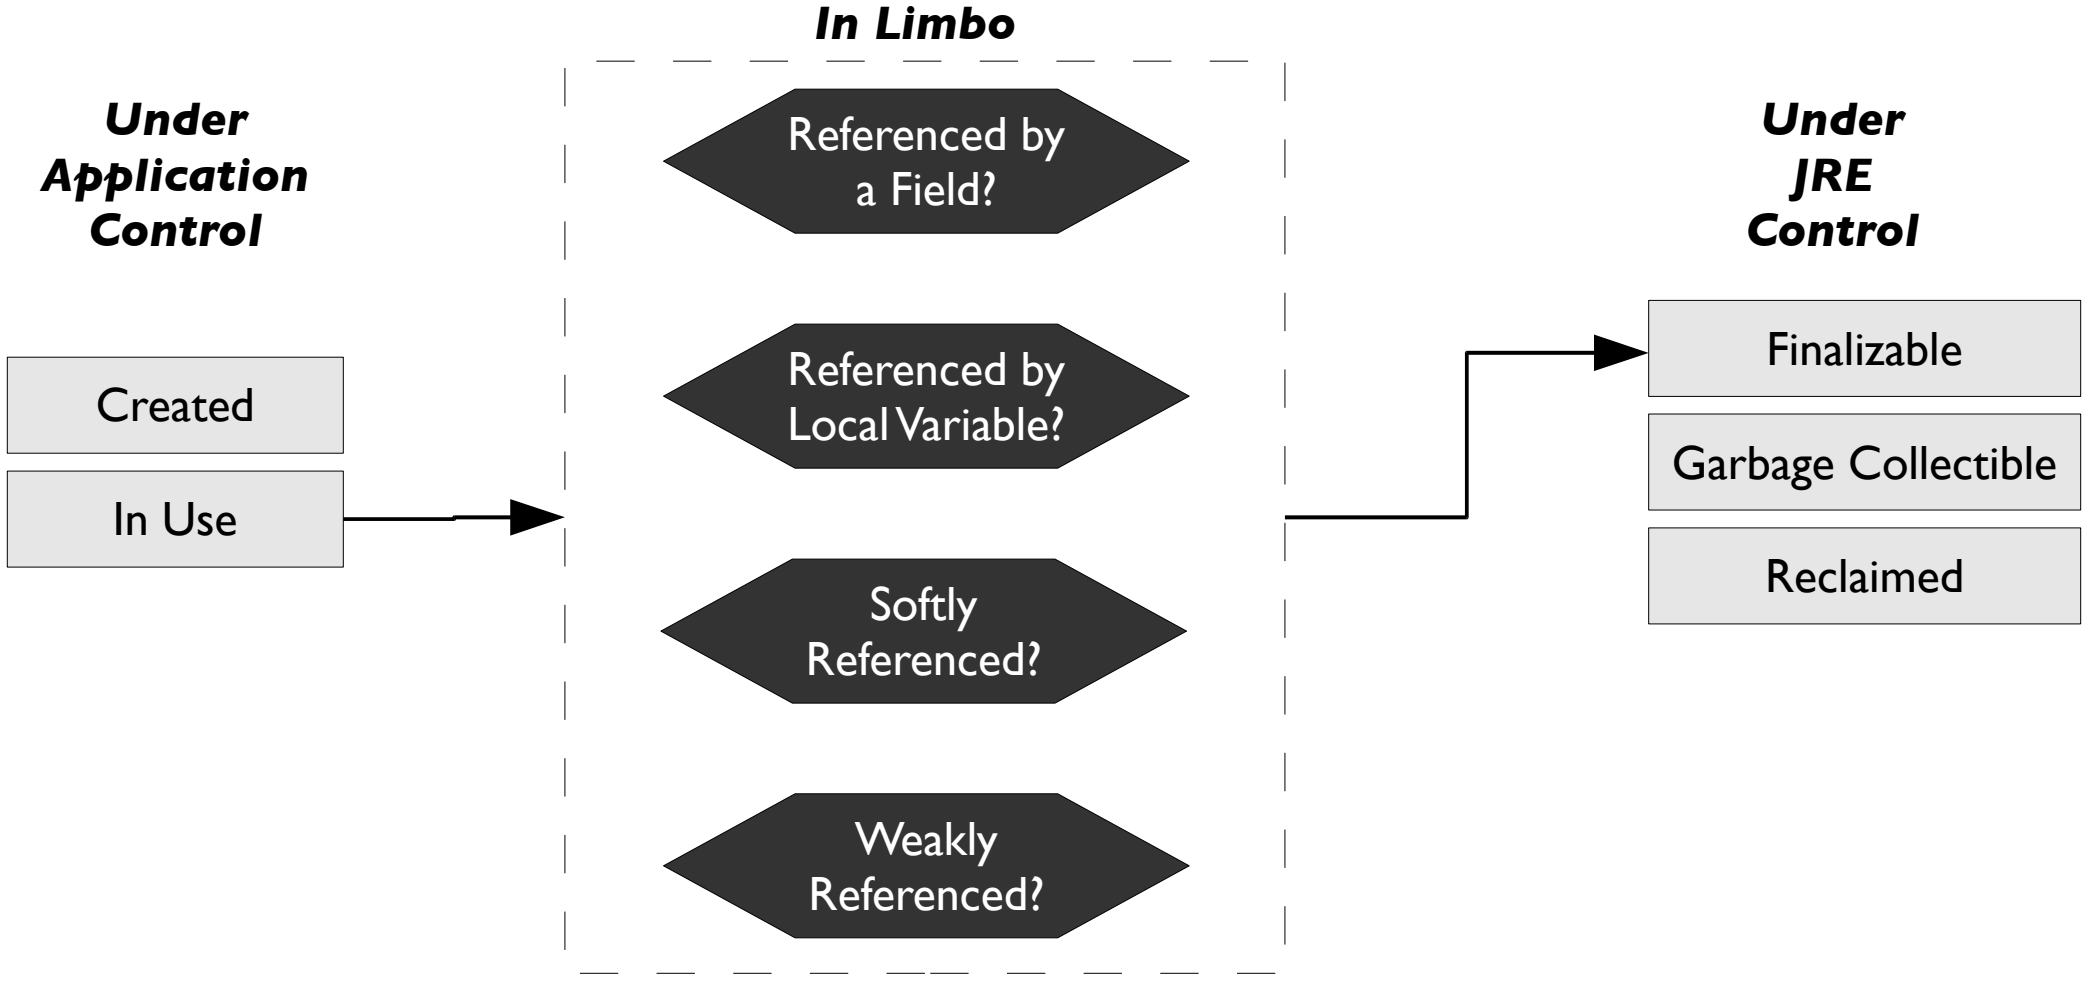 Under
Application
Control
Created
In Use
In Limbo
Referenced by
a Field?
Referenced by
Local Variable?
Softly
Referenced?
Weakly
Referenced?
Under
JRE
Control
Finalizable
Garbage Collectible
Reclaimed